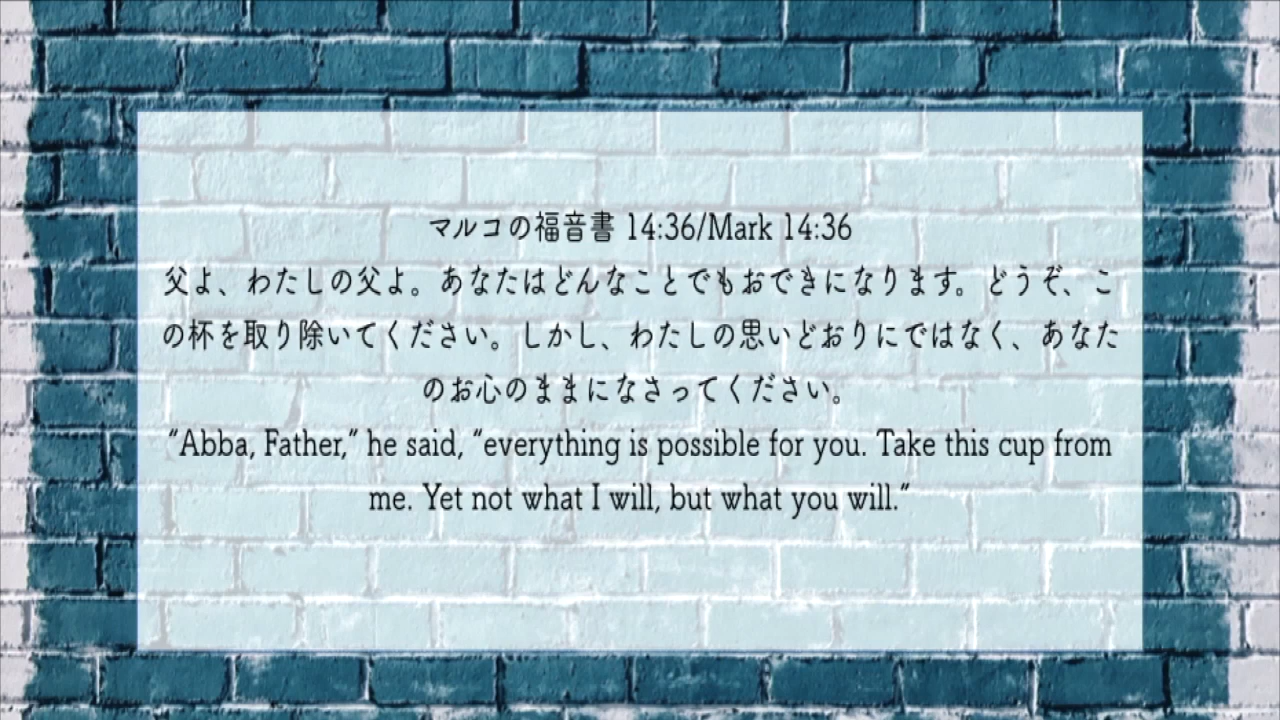 マルコの福音書 14:36/Mark 14:36
父よ、わたしの父よ。あなたはどんなことでもおできになります。どうぞ、こ
の杯を取り除いてください。しかし、わたしの思いどおりにではなく、あなた
のお心のままになさってください。
“Abba, Father,” he said, “everything is possible for you. Take this cup from
me. Yet not what I will, but what you will.”